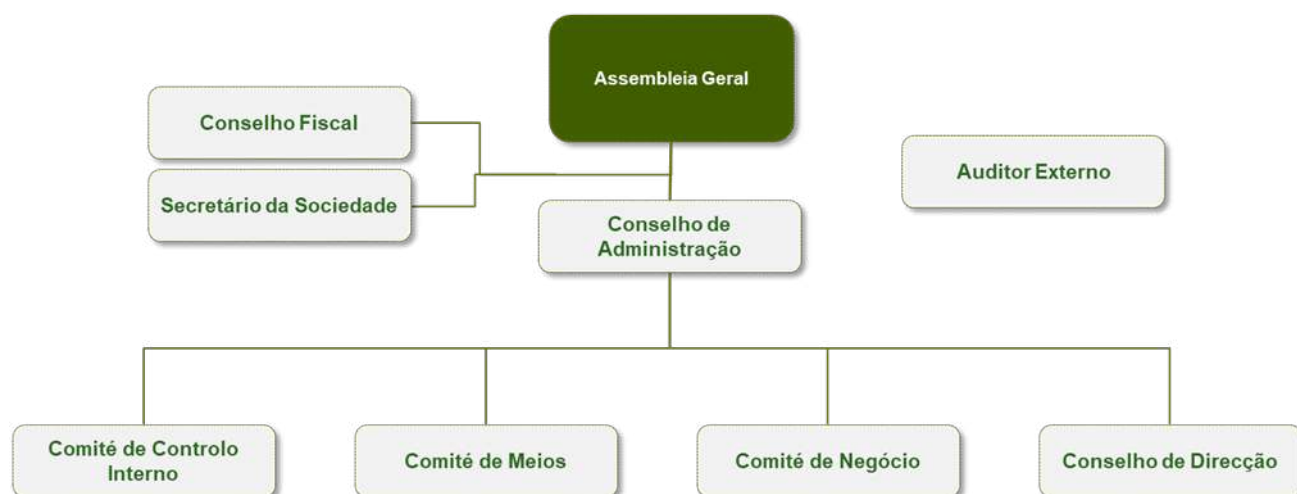 Assembleia Geral
Conselho Fiscal
Auditor Externo
Secretário da Sociedade
Conselho de
Administração
Comité de Controlo
Interno
Comité de Meios
Comité de Negócio
Conselho de Direcção